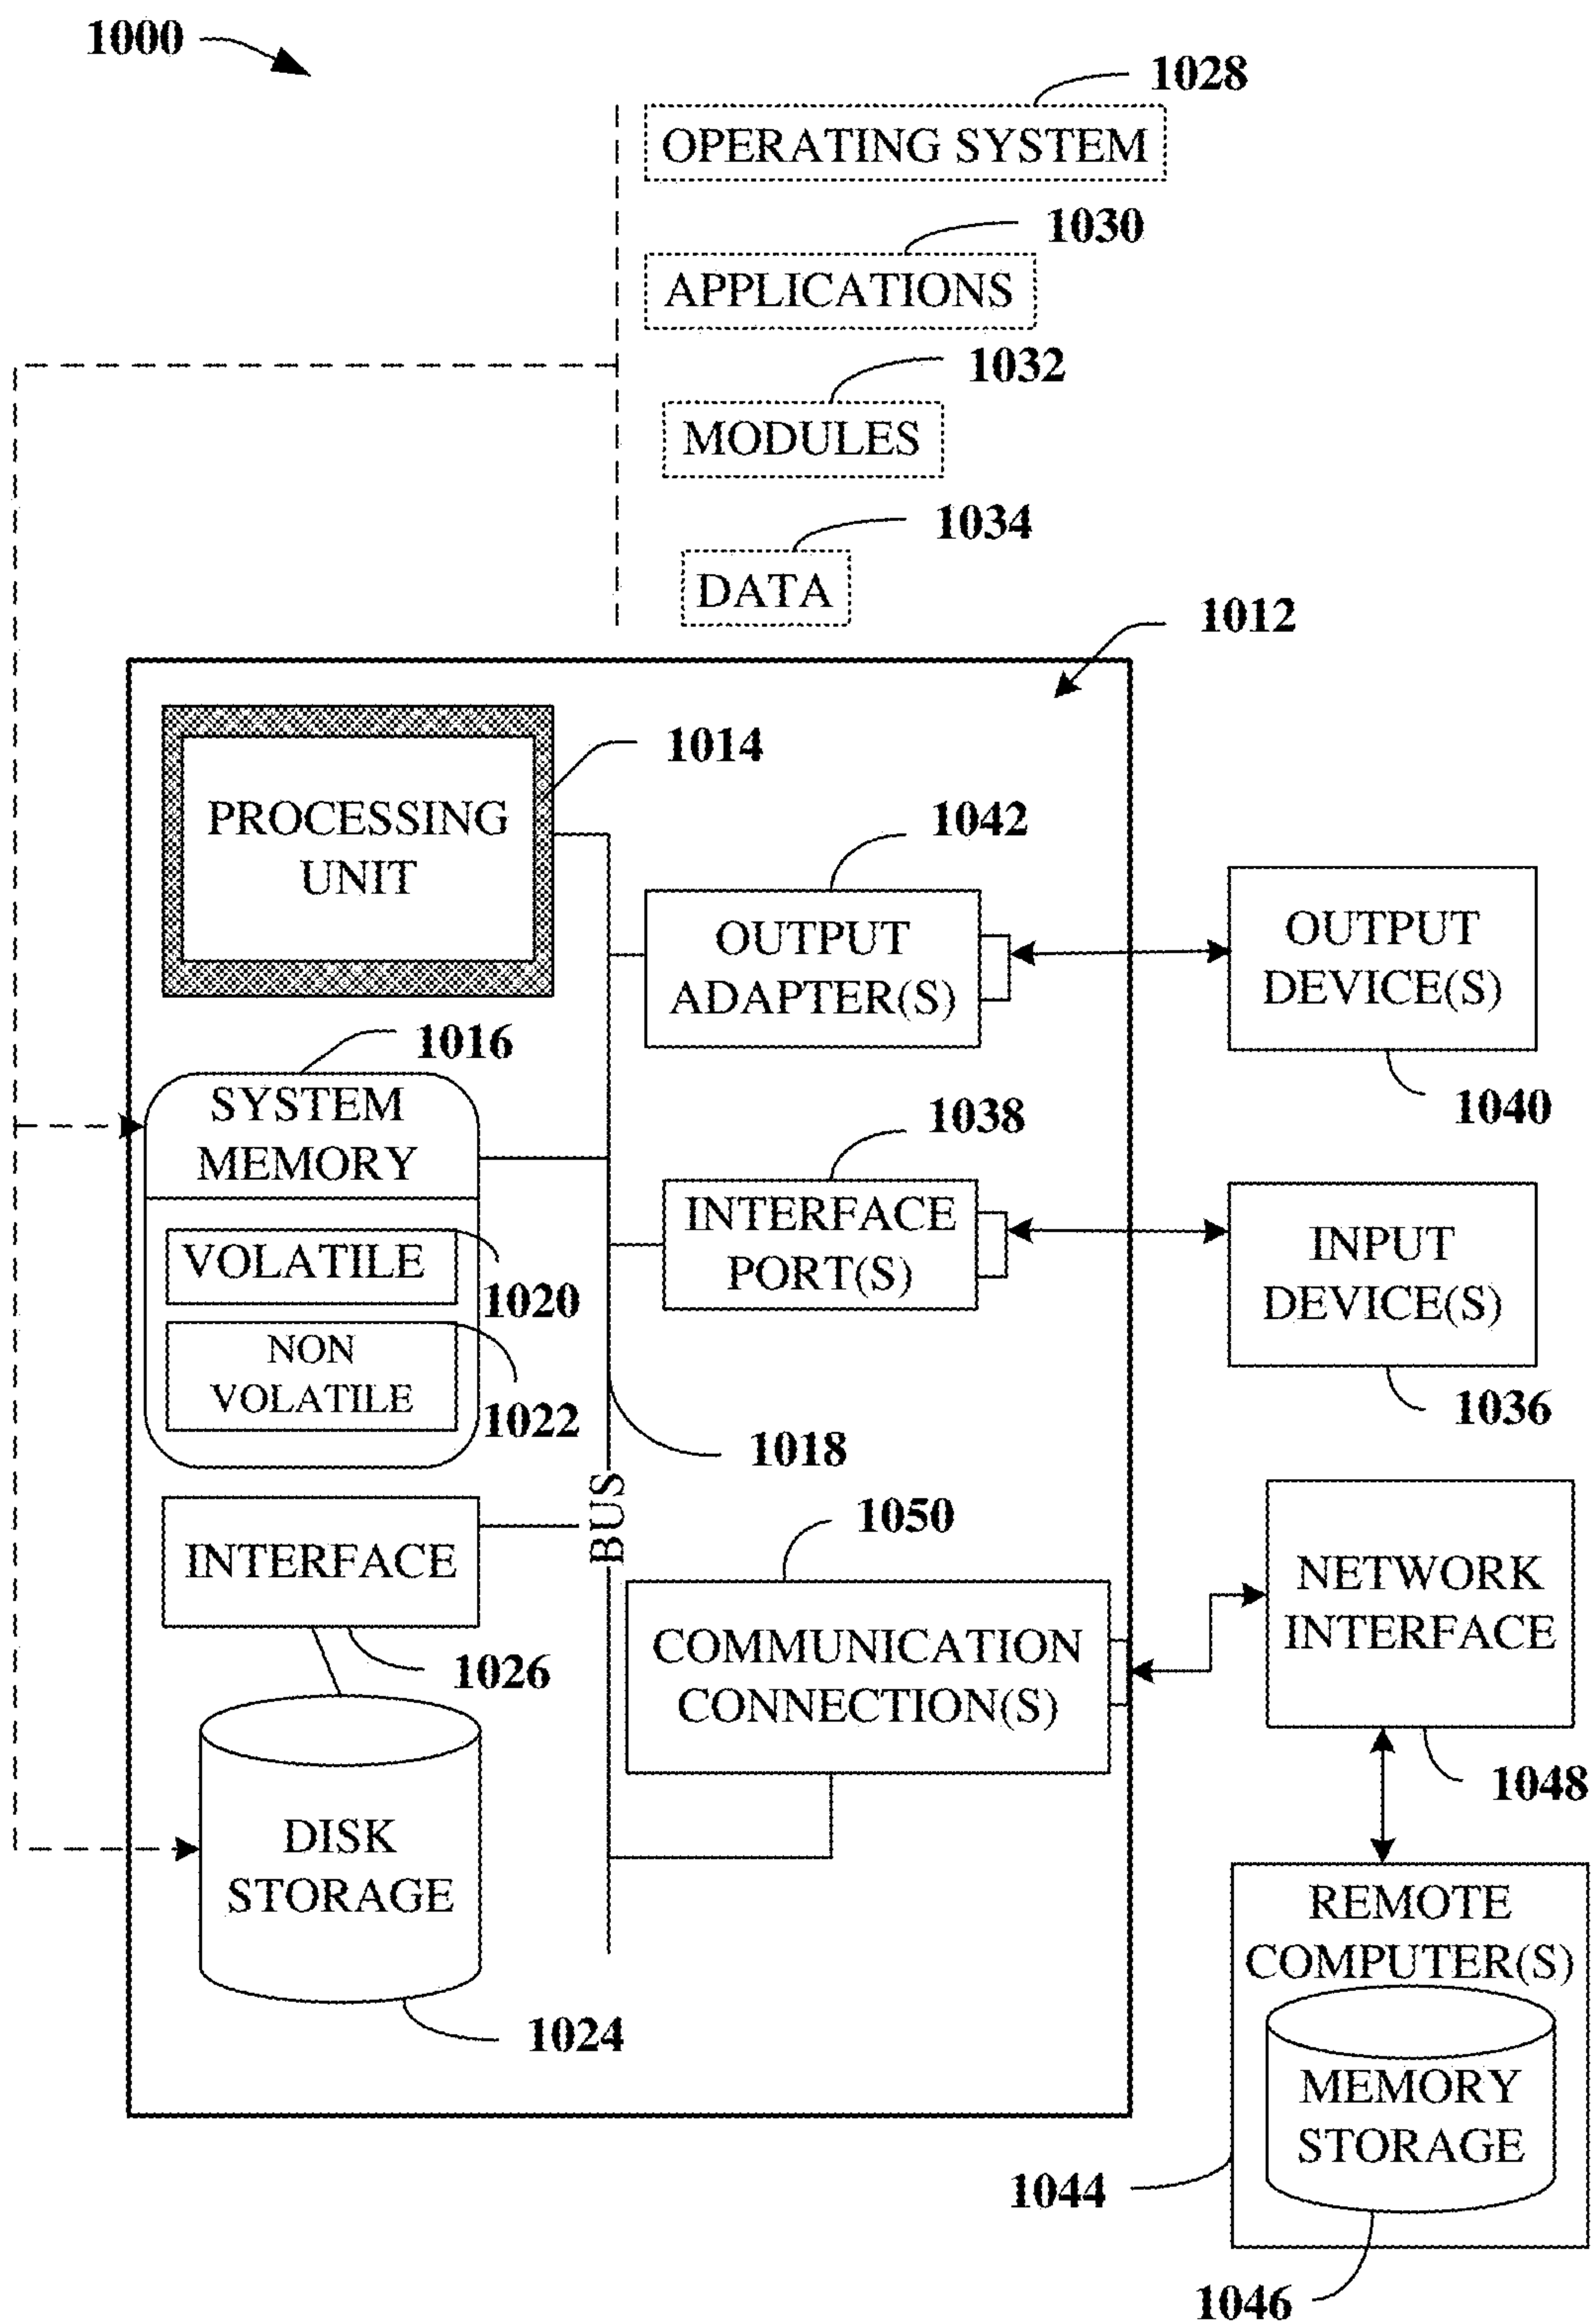 1000
1028
OPERATING SYSTEM
1030
APPLICATIONS
1032
MODULES
1034
DATA
1012
PROCESSING
UNIT
1014
1042
OUTPUT
ADAPTER(S)
OUTPUT
DEVICE(S)
1040
1016
SYSTEM
MEMORY
VOLATILE
1020
NON
VOLATILE
1022
1038
INTERFACE
PORT(S)
INPUT
DEVICE(S)
1036
1018
BUS
INTERFACE
1026
1050
COMMUNICATION
CONNECTION(S)
NETWORK
INTERFACE
1048
DISK
STORAGE
1024
REMOTE
COMPUTER(S)
MEMORY
STORAGE
1044
1046